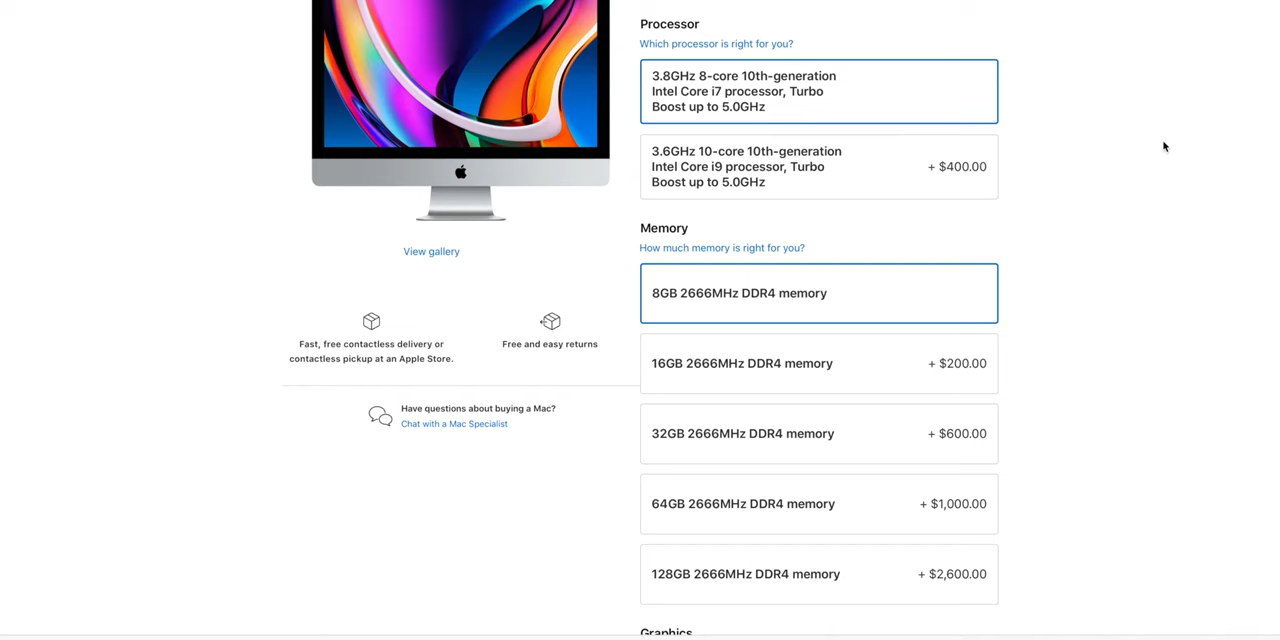 Processor
Which processor is right for you?
3.8GHz 8-core 10th-generation
Intel Core i7 processor, Turbo
Boost up to 5.0GHz
3.6GHz 10-core 10th-generation
Intel Core i9 processor, Turbo
Boost up to 5.0GHz
+ $400.00
Memory
How much memory is right for you?
8GB 2666MHz DDR4 memory
16GB 2666MHz DDR4 memory
+ $200.00
32GB 2666MHz DDR4 memory
+ $600.00
64GB 2666MHz DDR4 memory
+ $1,000.00
128GB 2666MHz DDR4 memory
+ $2,600.00
Graphics
View gallery
Fast, free contactless delivery or
contactless pickup at an Apple Store.
Free and easy returns
Have questions about buying a Mac?
Chat with a Mac Specialist